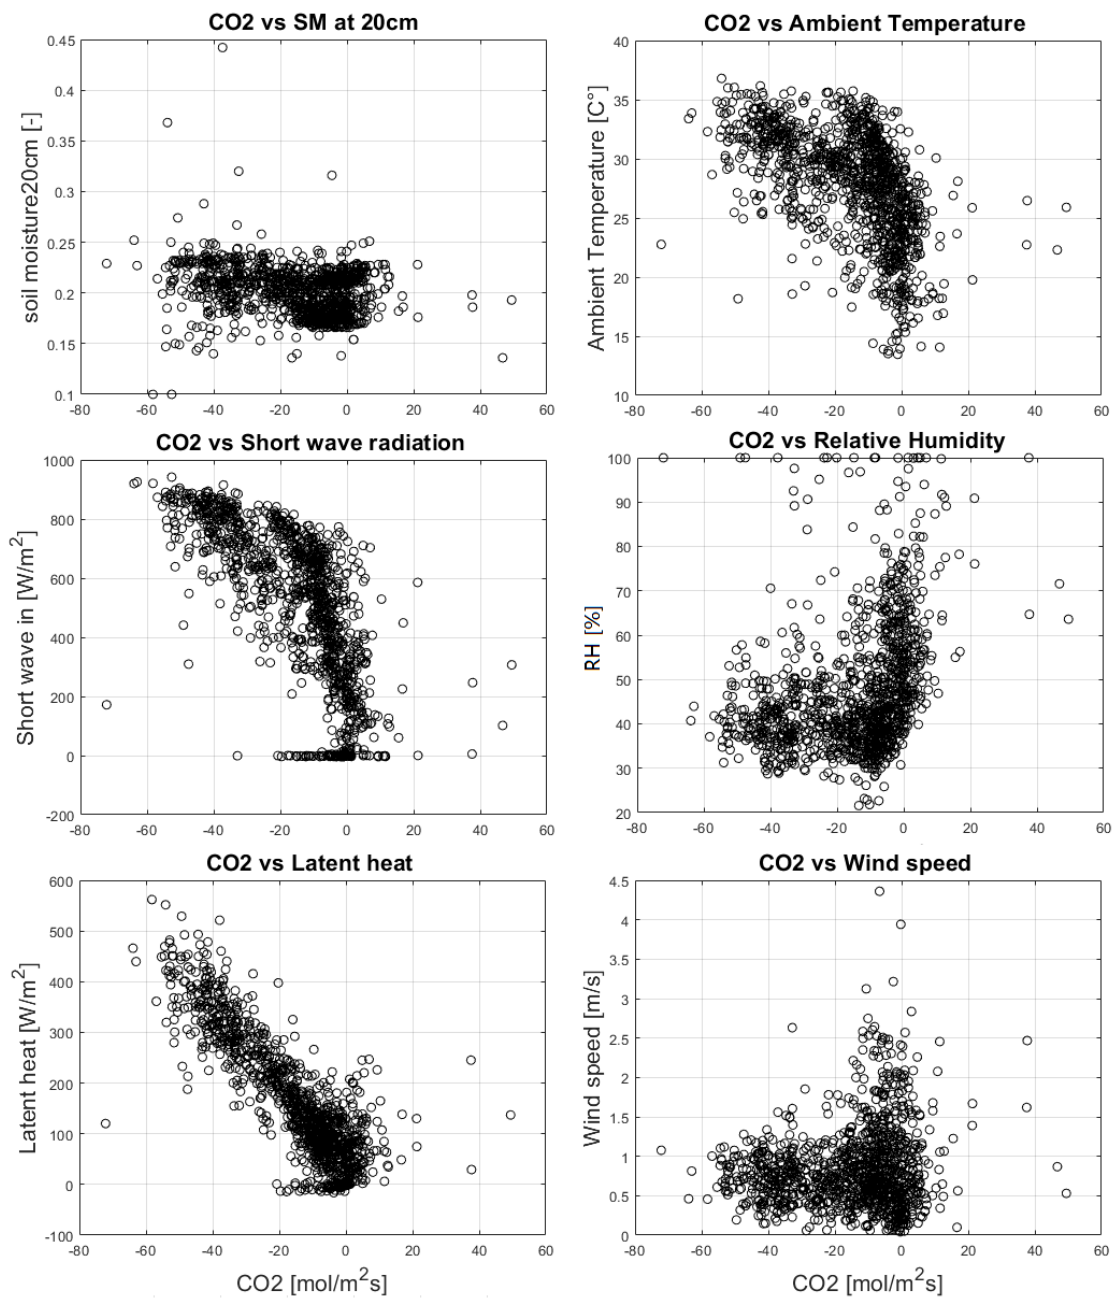 CO2 vs SM at 20cm
soil moisture20cm [-]
0.45
0.4
0.35
0.3
0.25
0.2
0.15
0.1
-80 -60 -40 -20 0 20 40 60
CO2 vs Ambient Temperature
Ambient Temperature [C°]
40
35
30
25
20
15
10
-80 -60 -40 -20 0 20 40 60
CO2 vs Short wave radiation
Short wave in [W/m²]
1000
800
600
400
200
0
-200
-80 -60 -40 -20 0 20 40 60
CO2 vs Relative Humidity
RH [%]
100
90
80
70
60
50
40
30
20
-80 -60 -40 -20 0 20 40 60
CO2 vs Latent heat
Latent heat [W/m²]
600
500
400
300
200
100
0
-100
-80 -60 -40 -20 0 20 40 60
CO2 [mol/m²s]
CO2 vs Wind speed
Wind speed [m/s]
4.5
4
3.5
3
2.5
2
1.5
1
0.5
0
-80 -60 -40 -20 0 20 40 60
CO2 [mol/m²s]